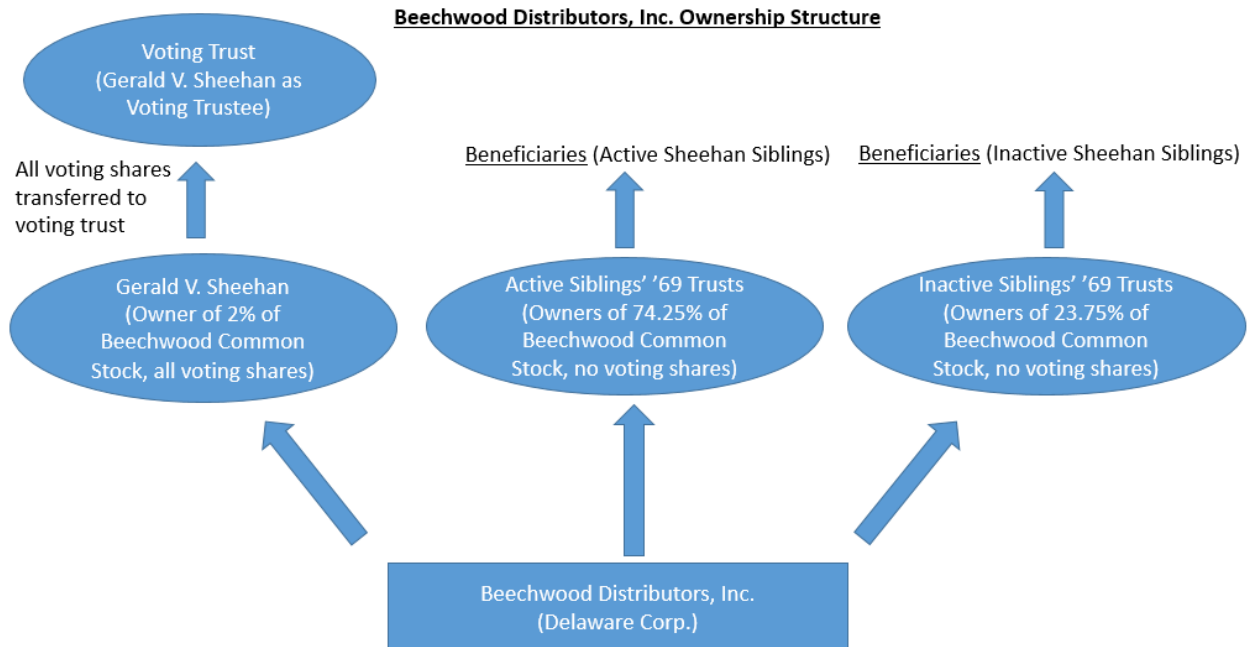 Beechwood Distributors, Inc. Ownership Structure
Voting Trust
(Gerald V. Sheehan as
Voting Trustee)
All voting shares
transferred to
voting trust
Beneficiaries (Active Sheehan Siblings)
Beneficiaries (Inactive Sheehan Siblings)
Gerald V. Sheehan
(Owner of 2% of
Beechwood Common
Stock, all voting shares)
Active Siblings’ ’69 Trusts
(Owners of 74.25% of
Beechwood Common
Stock, no voting shares)
Inactive Siblings’ ’69 Trusts
(Owners of 23.75% of
Beechwood Common
Stock, no voting shares)
Beechwood Distributors, Inc.
(Delaware Corp.)